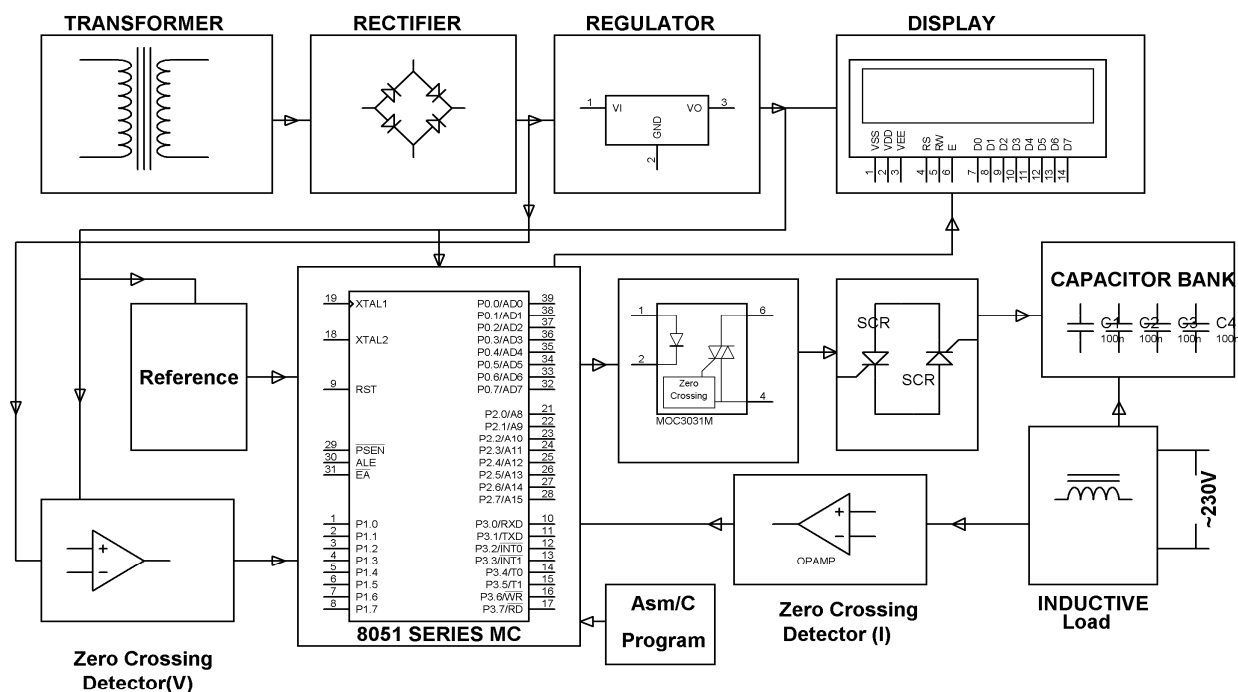 TRANSFORMER
RECTIFIER
REGULATOR
DISPLAY
1
VI
VO
3
GND
2
VSS
VDD
VEE
RS
RW
E
D0
D1
D2
D3
D4
D5
D6
D7
1
2
3
4
5
6
7
8
9
10
11
12
13
14
Reference
19
XTAL1
18
XTAL2
9
RST
29
PSEN
30
ALE
31
EA
1
P1.0
2
P1.1
3
P1.2
4
P1.3
5
P1.4
6
P1.5
7
P1.6
8
P1.7
P0.0/AD0
39
P0.1/AD1
38
P0.2/AD2
37
P0.3/AD3
36
P0.4/AD4
35
P0.5/AD5
34
P0.6/AD6
33
P0.7/AD7
32
P2.0/A8
21
P2.1/A9
22
P2.2/A10
23
P2.3/A11
24
P2.4/A12
25
P2.5/A13
26
P2.6/A14
27
P2.7/A15
28
P3.0/RXD
10
P3.1/TXD
11
P3.2/INT0
12
P3.3/INT1
13
P3.4/T0
14
P3.5/T1
15
P3.6/WR
16
P3.7/RD
17
8051 SERIES MC
1
2
6
4
Zero
Crossing
MOC3031M
SCR
SCR
CAPACITOR BANK
C1
100n
C2
100n
C3
100n
C4
100n
~230V
INDUCTIVE
Load
OPAMP
Zero Crossing
Detector (I)
Asm/C
Program
+
−
+
−
Zero Crossing
Detector(V)